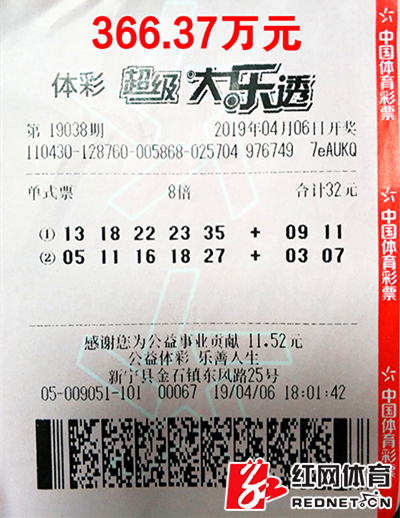 366.37万元
体彩 超级大乐透
第 19038期 2019年04月06日开奖
110430-128760-005868-025704 976749 7eAUKQ
单式票 8倍 合计32元
(1) 13 18 22 23 35 + 09 11
(2) 05 11 16 18 27 + 03 07
感谢您为公益事业贡献 11.52元
公益体彩 乐善人生
新宁县金石镇东风路25号
05-009051-101 00067 19/04/06 18:01:42
中国体育彩票
中国体育彩票
中国体育彩票
中国体育彩票
红网体育
REDNET.CN